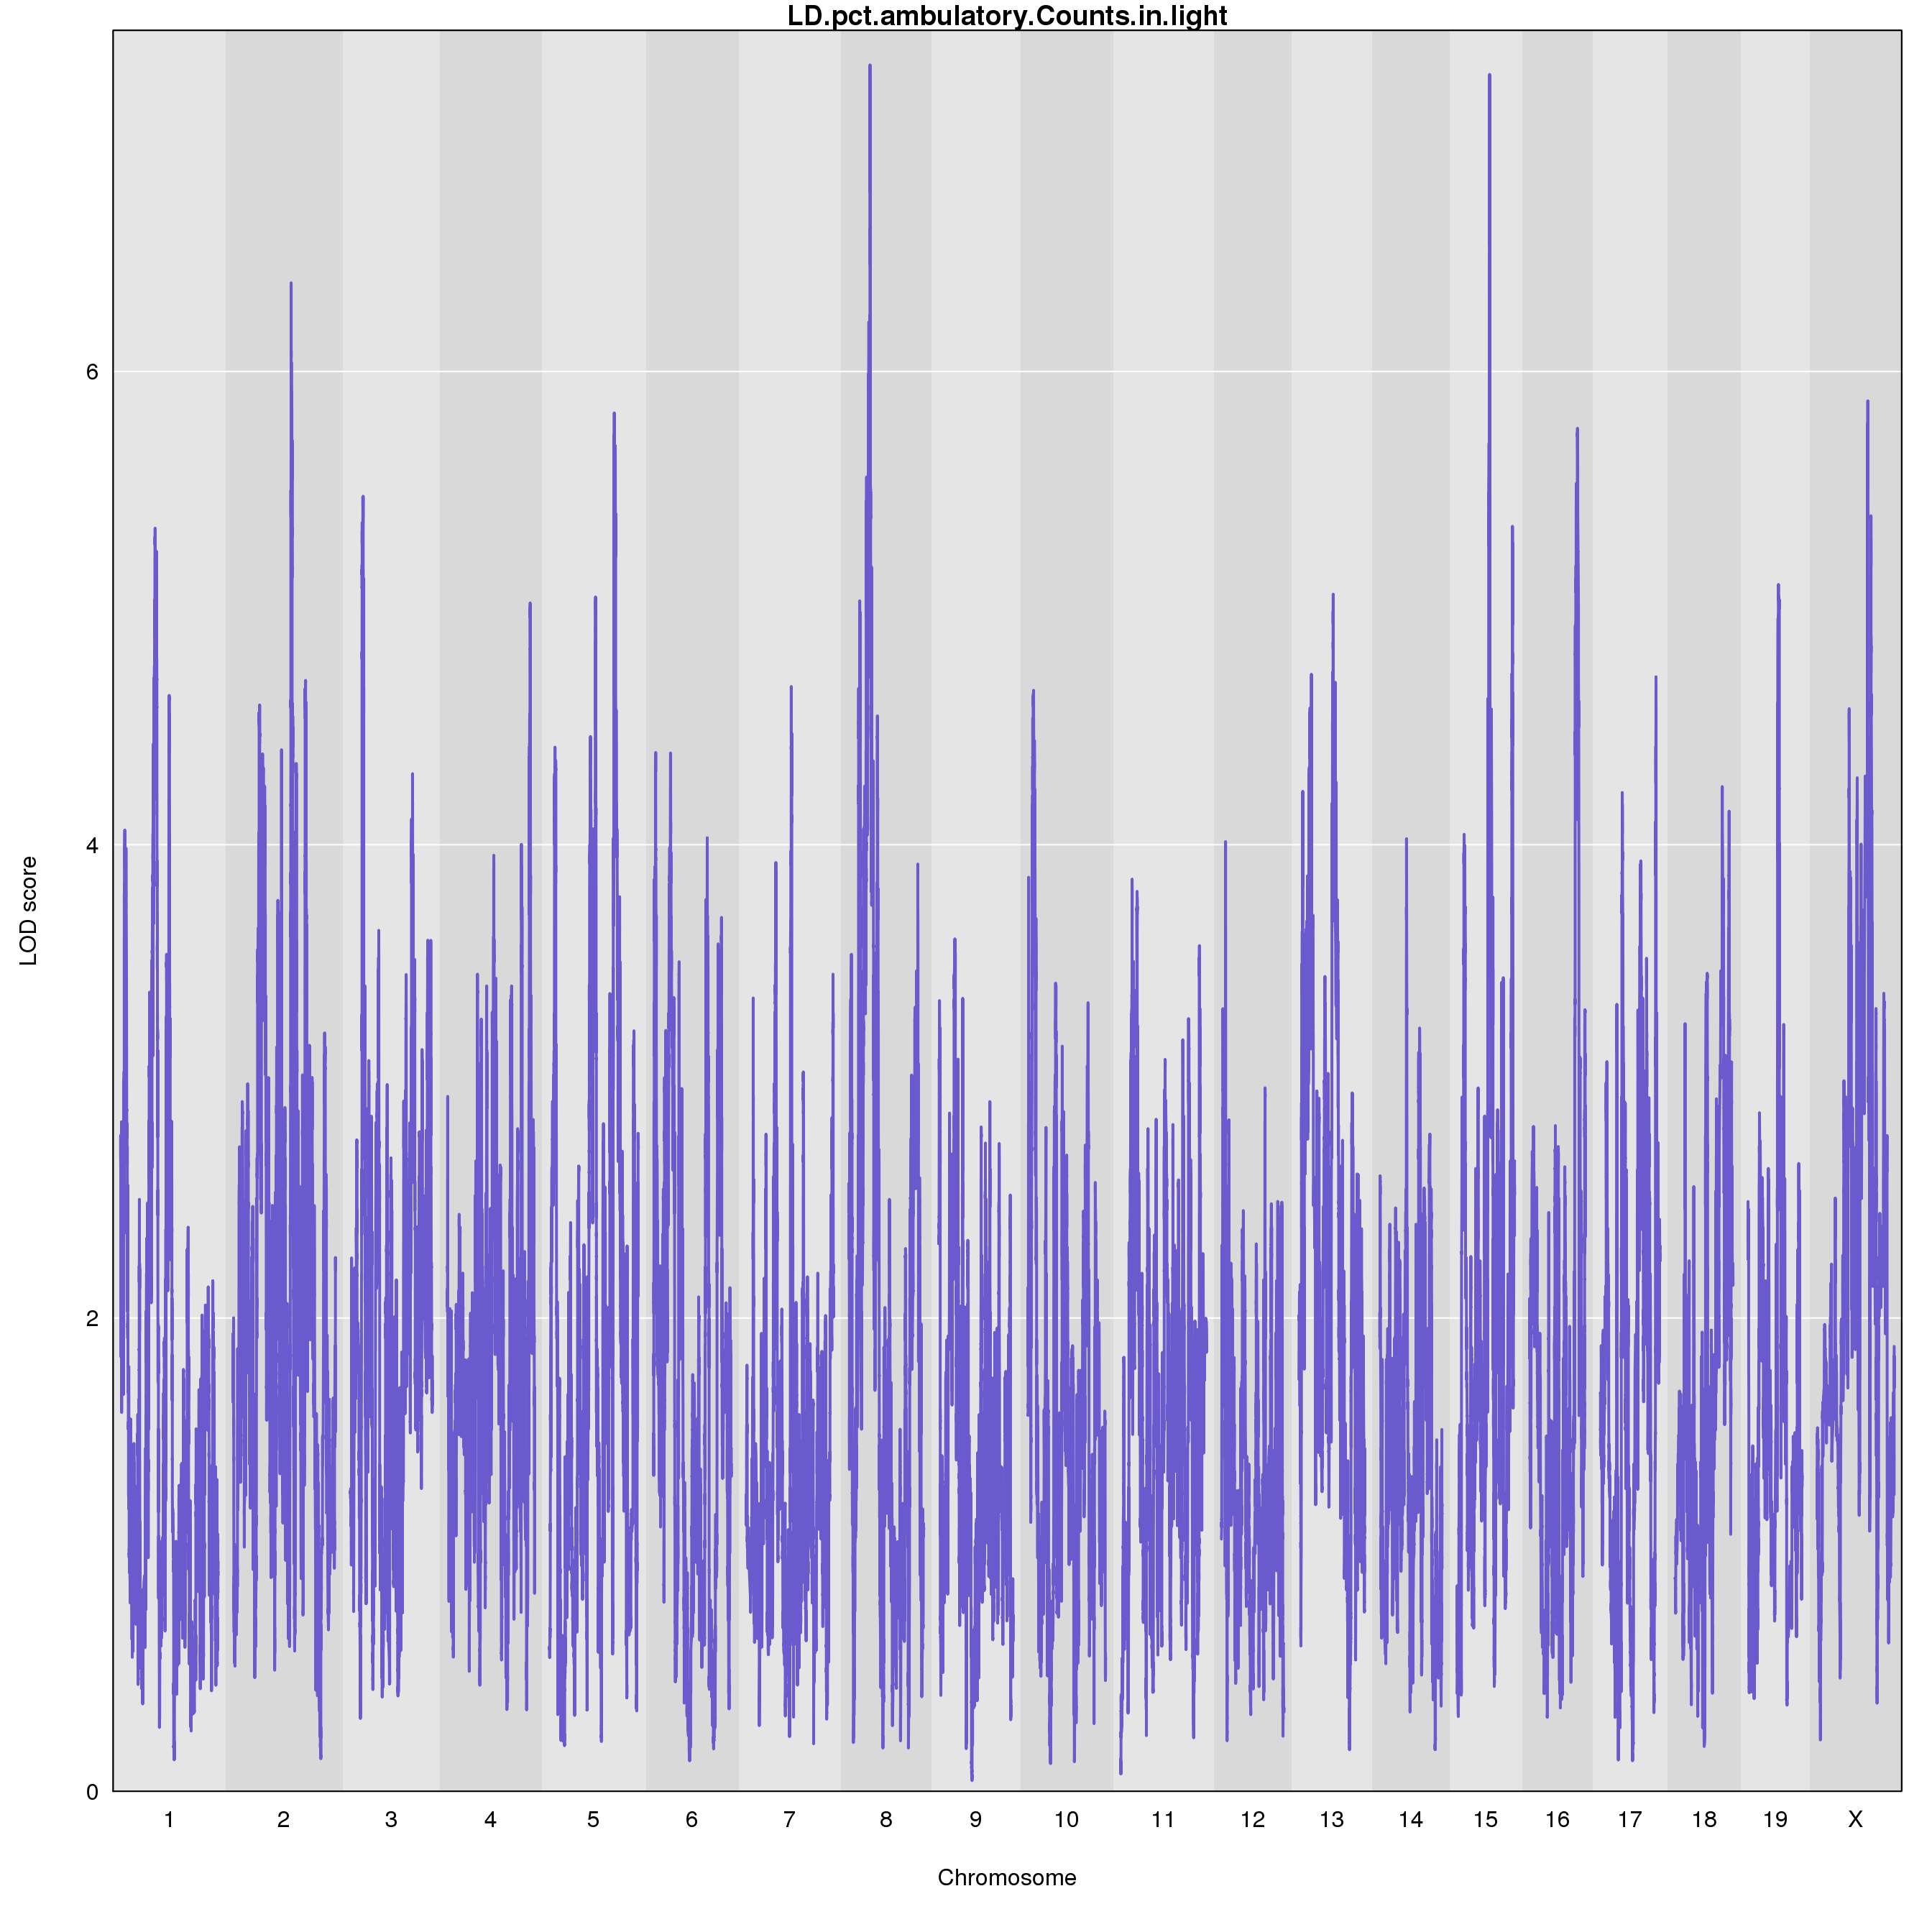 LD.pct.ambulatory.Counts.in.light
6
4
2
0
LOD score
1 2 3 4 5 6 7 8 9 10 11 12 13 14 15 16 17 18 19 X
Chromosome